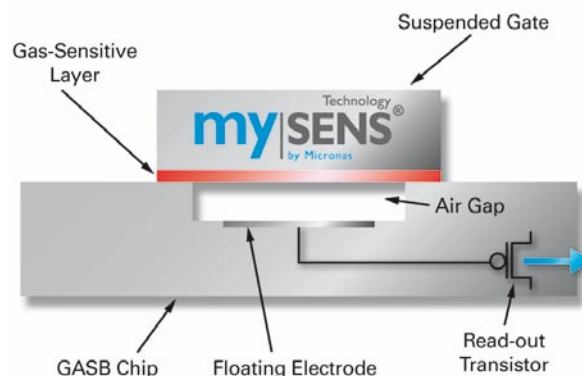 Suspended Gate
Gas-Sensitive
Layer
Technology
my|SENS®
by Micronas
Air Gap
GASB Chip
Floating Electrode
Read-out
Transistor